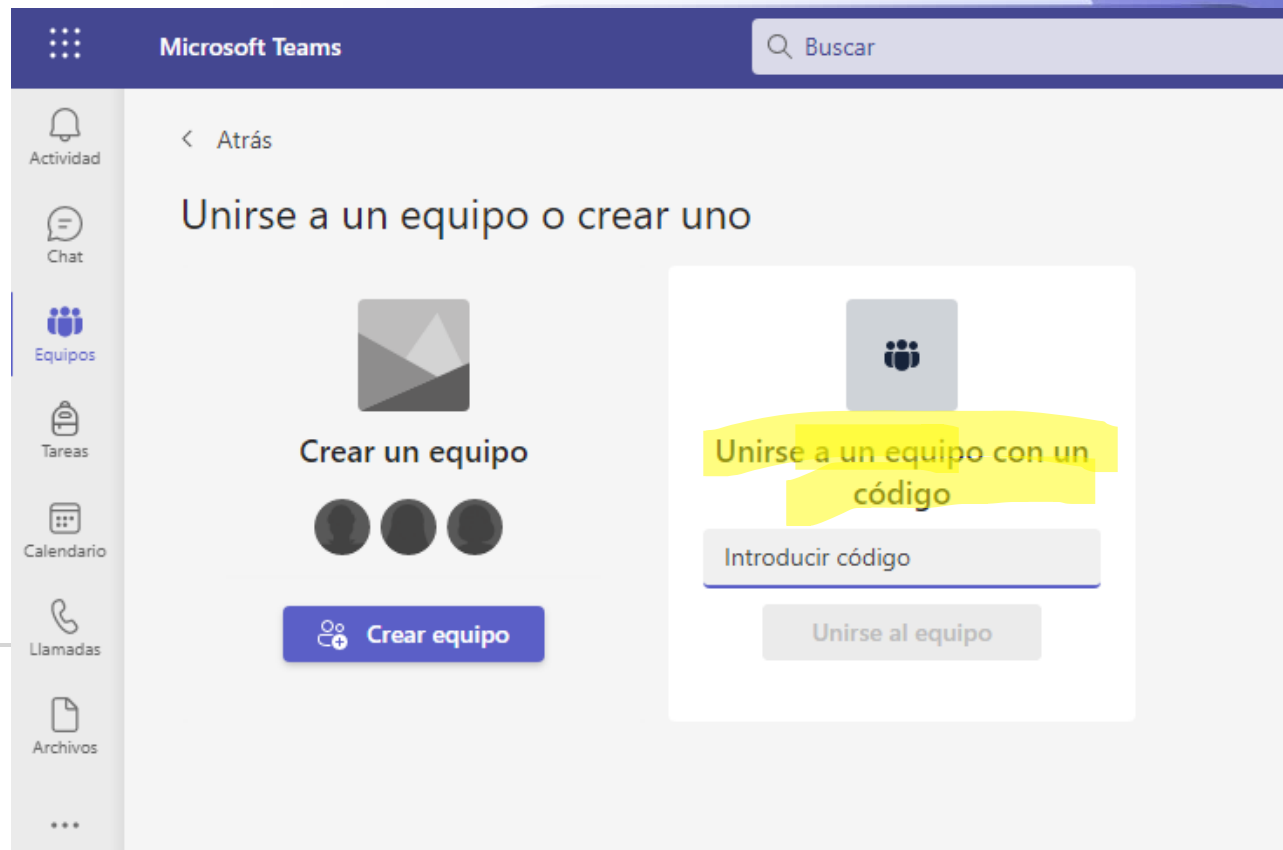 Microsoft Teams
Buscar
Actividad
Chat
Equipos
Tareas
Calendario
Llamadas
Archivos
< Atrás
Unirse a un equipo o crear uno
Crear un equipo
Crear equipo
Unirse a un equipo con un
código
Introducir código
Unirse al equipo